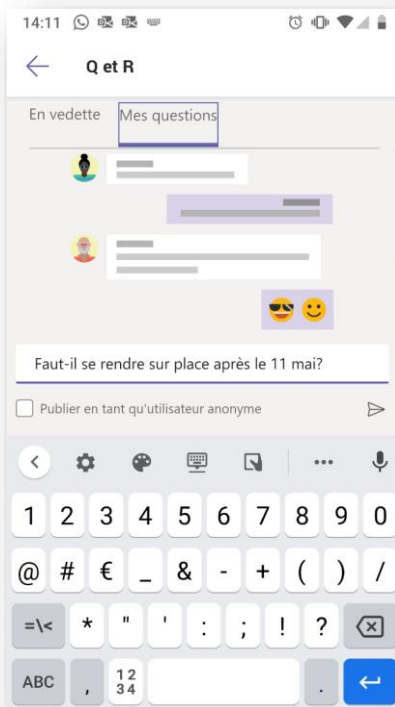 14:11
Q et R
En vedette Mes questions
Faut-il se rendre sur place après le 11 mai?
Publier en tant qu'utilisateur anonyme
1 2 3 4 5 6 7 8 9 0
@ # € _ & - + ( ) /
=\< * " ' : ; ! ?
ABC , 12 34 .